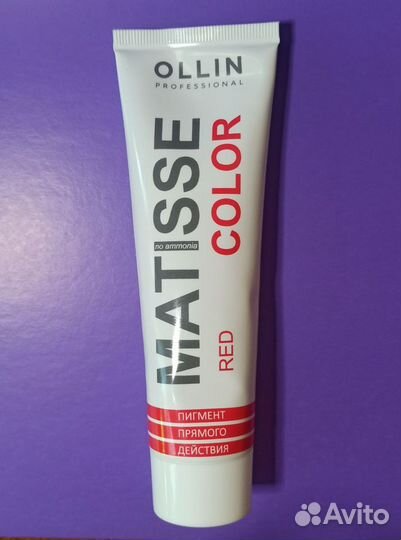 OLLIN
PROFESSIONAL
MATISSE
no ammonia
COLOR
RED
ПИГМЕНТ
ПРЯМОГО
ДЕЙСТВИЯ
Avito